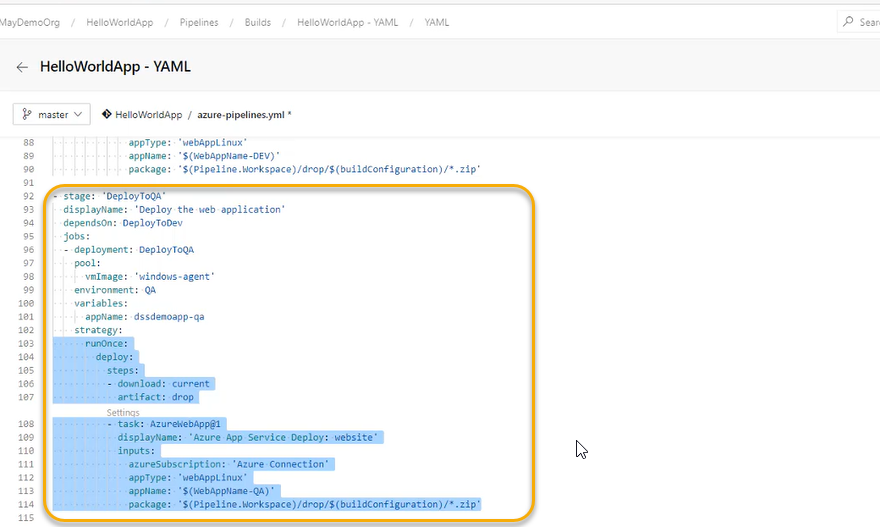 MayDemoOrg / HelloWorldApp / Pipelines / Builds / HelloWorldApp - YAML / YAML
Sear
← HelloWorldApp - YAML
master HelloWorldApp / azure-pipelines.yml *
88 appType: 'webAppLinux'
89 appName: '$(WebAppName-DEV)'
90 package: '$(Pipeline.Workspace)/drop/$(buildConfiguration)/*.zip'
91
92 - stage: 'DeployToQA'
93 displayName: 'Deploy the web application'
94 dependsOn: DeployToDev
95 jobs:
96 - deployment: DeployToQA
97 pool:
98 vmImage: 'windows-agent'
99 environment: QA
100 variables:
101 appName: dssdemoapp-qa
102 strategy:
103 runOnce:
104 deploy:
105 steps:
106 - download: current
107 artifact: drop
Settings
108 - task: AzureWebApp@1
109 displayName: 'Azure App Service Deploy: website'
110 inputs:
111 azureSubscription: 'Azure Connection'
112 appType: 'webAppLinux'
113 appName: '$(WebAppName-QA)'
114 package: '$(Pipeline.Workspace)/drop/$(buildConfiguration)/*.zip'
115